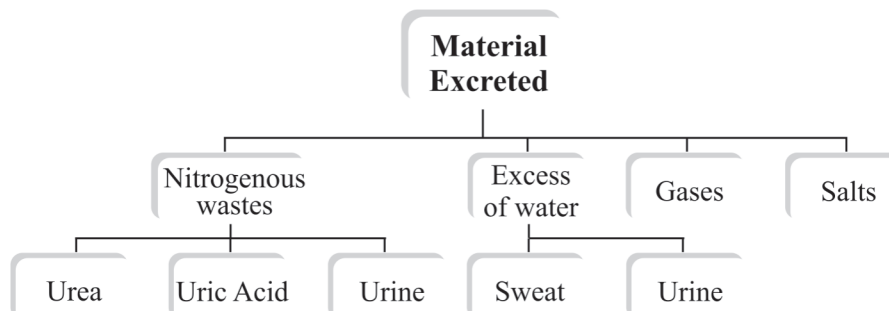 Material
Excreted
Nitrogenous
wastes
Excess
of water
Gases
Salts
Urea
Uric Acid
Urine
Sweat
Urine